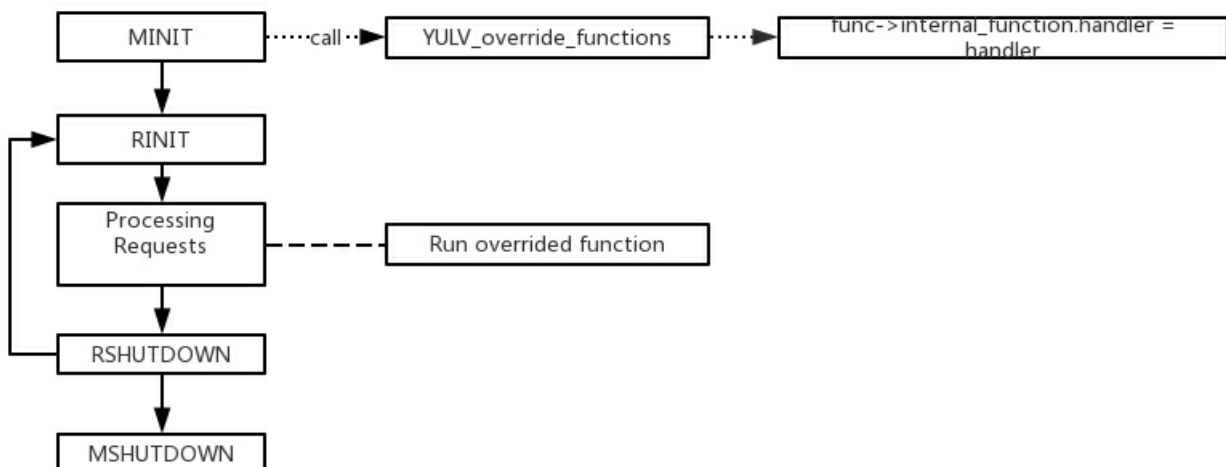 MINIT
call
YULV_override_functions
func->internal_function.handler =
handler
RINIT
Processing
Requests
Run overrided function
RSHUTDOWN
MSHUTDOWN